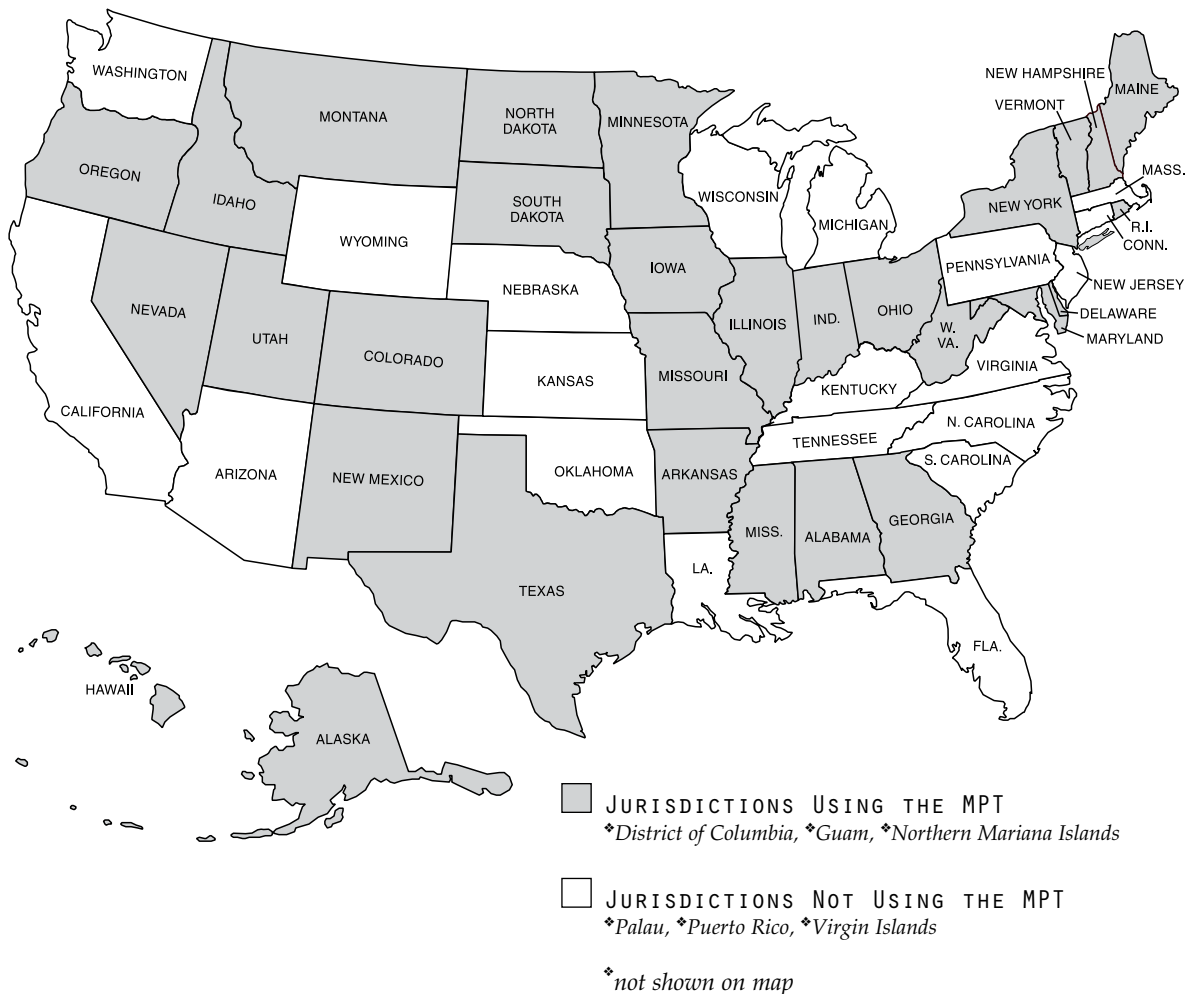 WASHINGTON
MONTANA
NORTH
DAKOTA
MINNESOTA
NEW HAMPSHIRE
VERMONT
MAINE
OREGON
IDAHO
SOUTH
DAKOTA
WISCONSIN
MICHIGAN
NEW YORK
MASS.
R.I.
CONN.
WYOMING
IOWA
NEBRASKA
PENNSYLVANIA
NEW JERSEY
DELAWARE
MARYLAND
NEVADA
UTAH
COLORADO
ILLINOIS
IND.
OHIO
W.
VA.
VIRGINIA
KANSAS
MISSOURI
KENTUCKY
CALIFORNIA
N. CAROLINA
TENNESSEE
S. CAROLINA
ARIZONA
NEW MEXICO
OKLAHOMA
ARKANSAS
GEORGIA
MISS.
ALABAMA
LA.
TEXAS
FLA.
HAWAII
ALASKA
JURISDICTIONS USING THE MPT
❖District of Columbia, ❖Guam, ❖Northern Mariana Islands
JURISDICTIONS NOT USING THE MPT
❖Palau, ❖Puerto Rico, ❖Virgin Islands
❖not shown on map